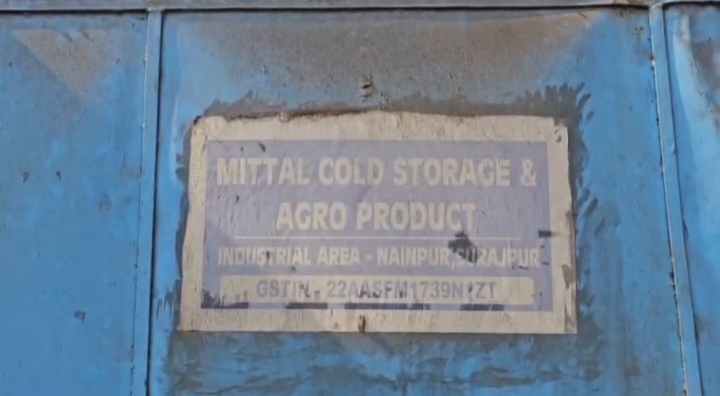 MITTAL COLD STORAGE &
AGRO PRODUCT
INDUSTRIAL AREA - NAINPUR, SURAJPUR
GSTIN - 22AASFM1739N1ZT